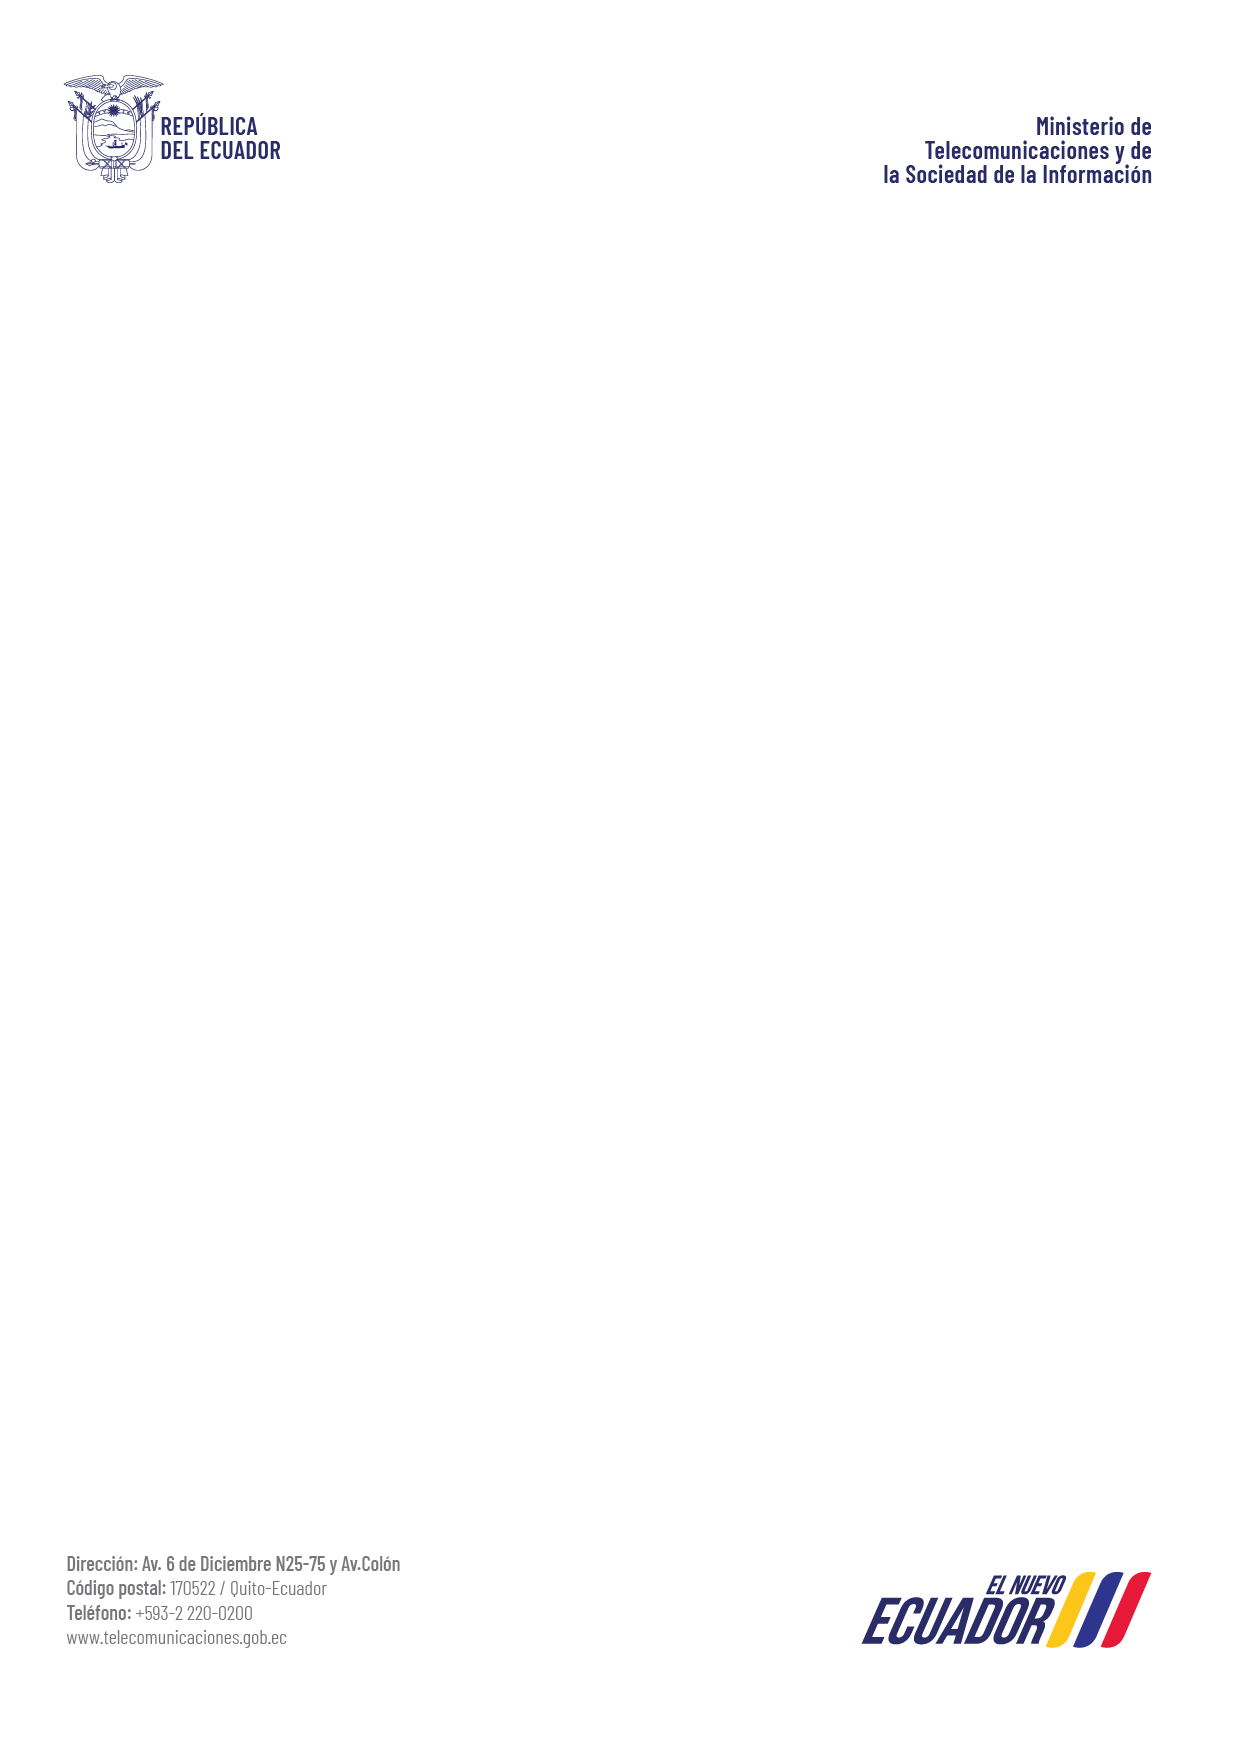 REPÚBLICA
DEL ECUADOR
Ministerio de
Telecomunicaciones y de
la Sociedad de la Información
Dirección: Av. 6 de Diciembre N25-75 y Av.Colón
Código postal: 170522 / Quito-Ecuador
Teléfono: +593-2 220-0200
www.telecomunicaciones.gob.ec
EL NUEVO
ECUADOR